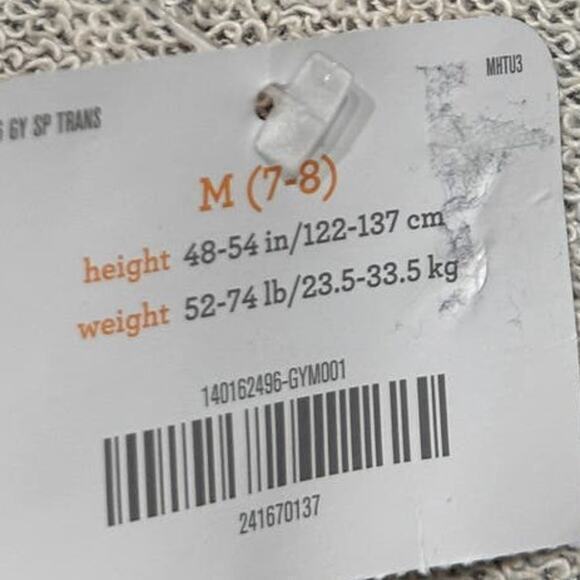 GY SP TRANS
MHTU3
M (7-8)
height 48-54 in/122-137 cm
weight 52-74 lb/23.5-33.5 kg
140162496-GYM001
241670137